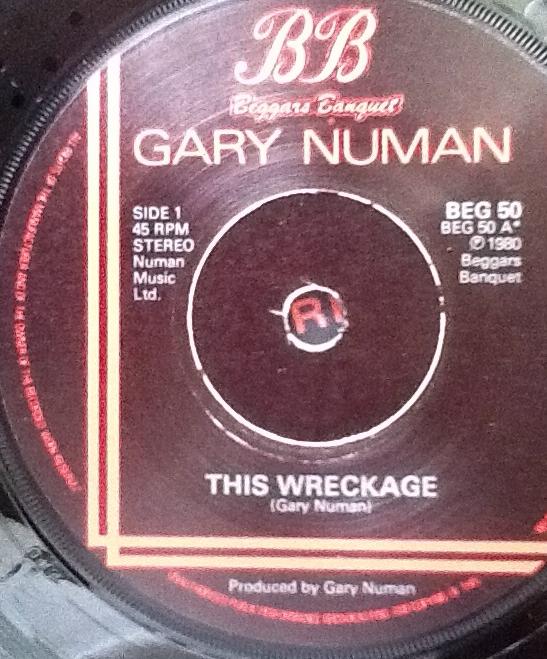 BB
Beggars Banquet
GARY NUMAN
SIDE 1
45 RPM
STEREO
Numan
Music
Ltd.
BEG 50
BEG 50 A*
℗ 1980
Beggars
Banquet
R
THIS WRECKAGE
(Gary Numan)
Produced by Gary Numan